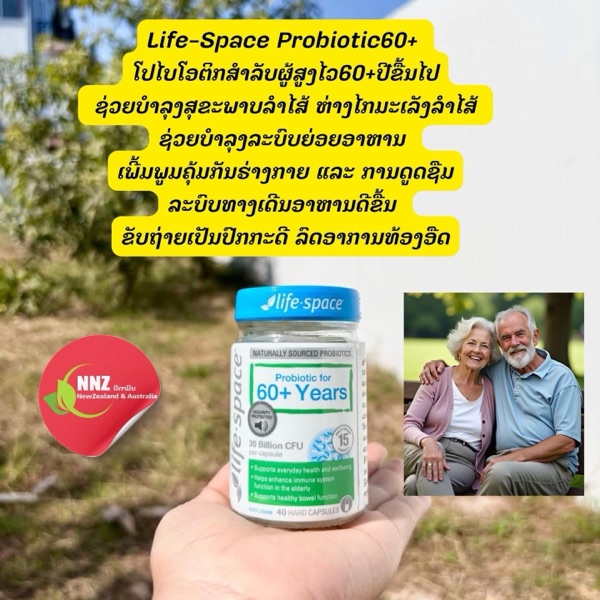 Life-Space Probiotic60+
ໂປໄບໂອຕິກສຳລັບຜູ້ສູງໄວ60+ປີຂຶ້ນໄປ
ຊ່ວຍບຳລຸງສຸຂະພາບລຳໄສ້ ຫ່າງໄກມະເລັງລຳໄສ້
ຊ່ວຍບຳລຸງລະບົບຍ່ອຍອາຫານ
ເພີ້ມພູມຄຸ້ມກັນຮ່າງກາຍ ແລະ ການດູດຊຶມ
ລະບົບທາງເດີນອາຫານດີຂຶ້ນ
ຂັບຖ່າຍເປັນປົກກະດີ ລົດອາການທ້ອງອືດ
life-space
NATURALLY SOURCED PROBIOTICS
life-space
Probiotic for
60+ Years
SECURITY PROTECTED
30 Billion CFU
per capsule
15
• Supports everyday health and wellbeing
• Helps enhance immune system
function in the elderly
• Supports healthy bowel function
40 HARD CAPSULES
NNZ ວິຕາມິນ
NewZealand & Australia